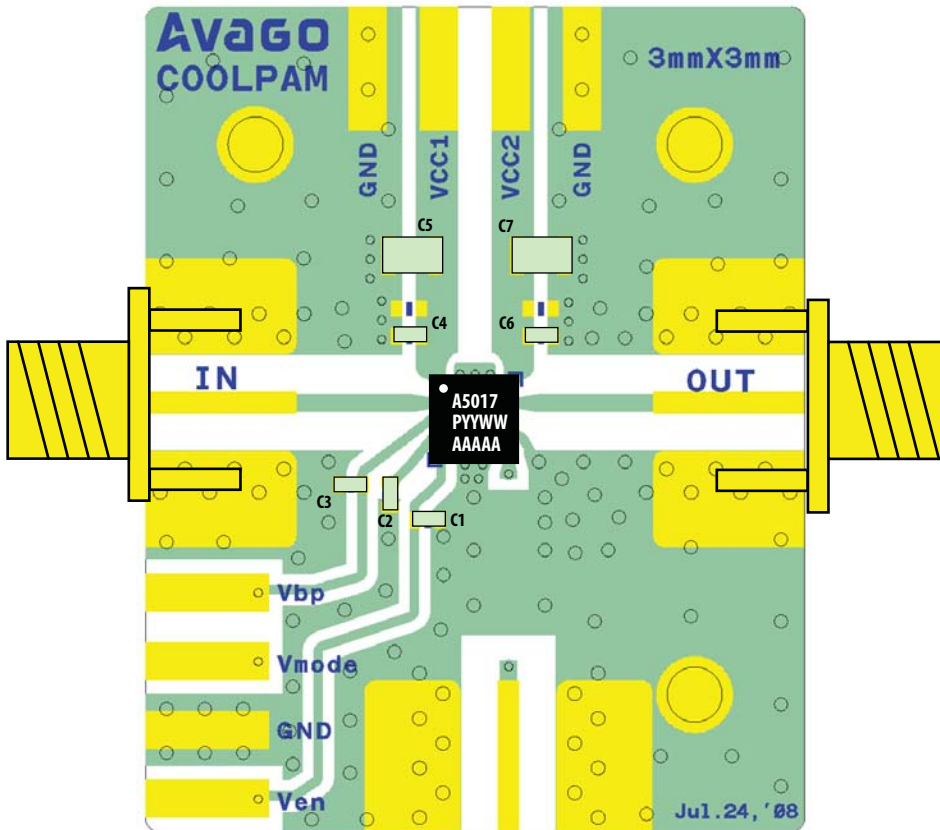 Avago
COOLPAM
3mmX3mm
GND
VCC1
VCC2
GND
C5
C7
C4
C6
IN
OUT
A5017
PYYWW
AAAAA
C3
C2
C1
Vbp
Vmode
GND
Ven
Jul.24,'08